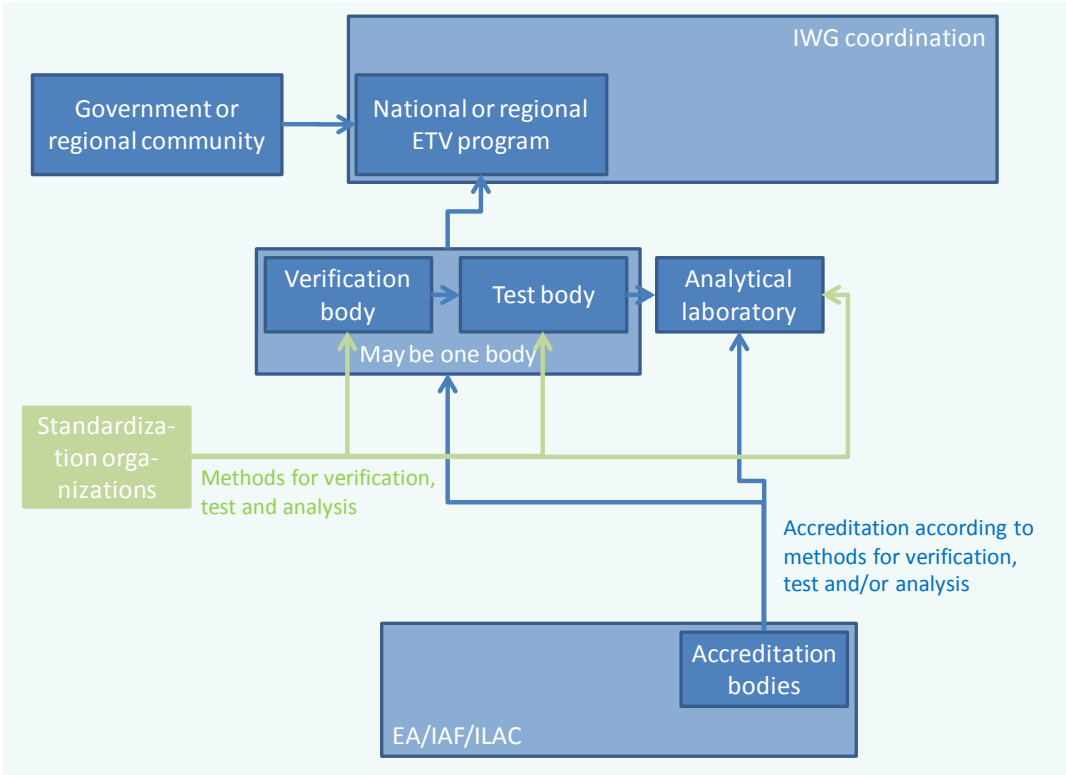 IWG coordination
Government or
regional community
National or regional
ETV program
Verification
body
Test body
Analytical
laboratory
May be one body
Standardiza-
tion orga-
nizations
Methods for verification,
test and analysis
Accreditation according to
methods for verification,
test and/or analysis
Accreditation
bodies
EA/IAF/ILAC